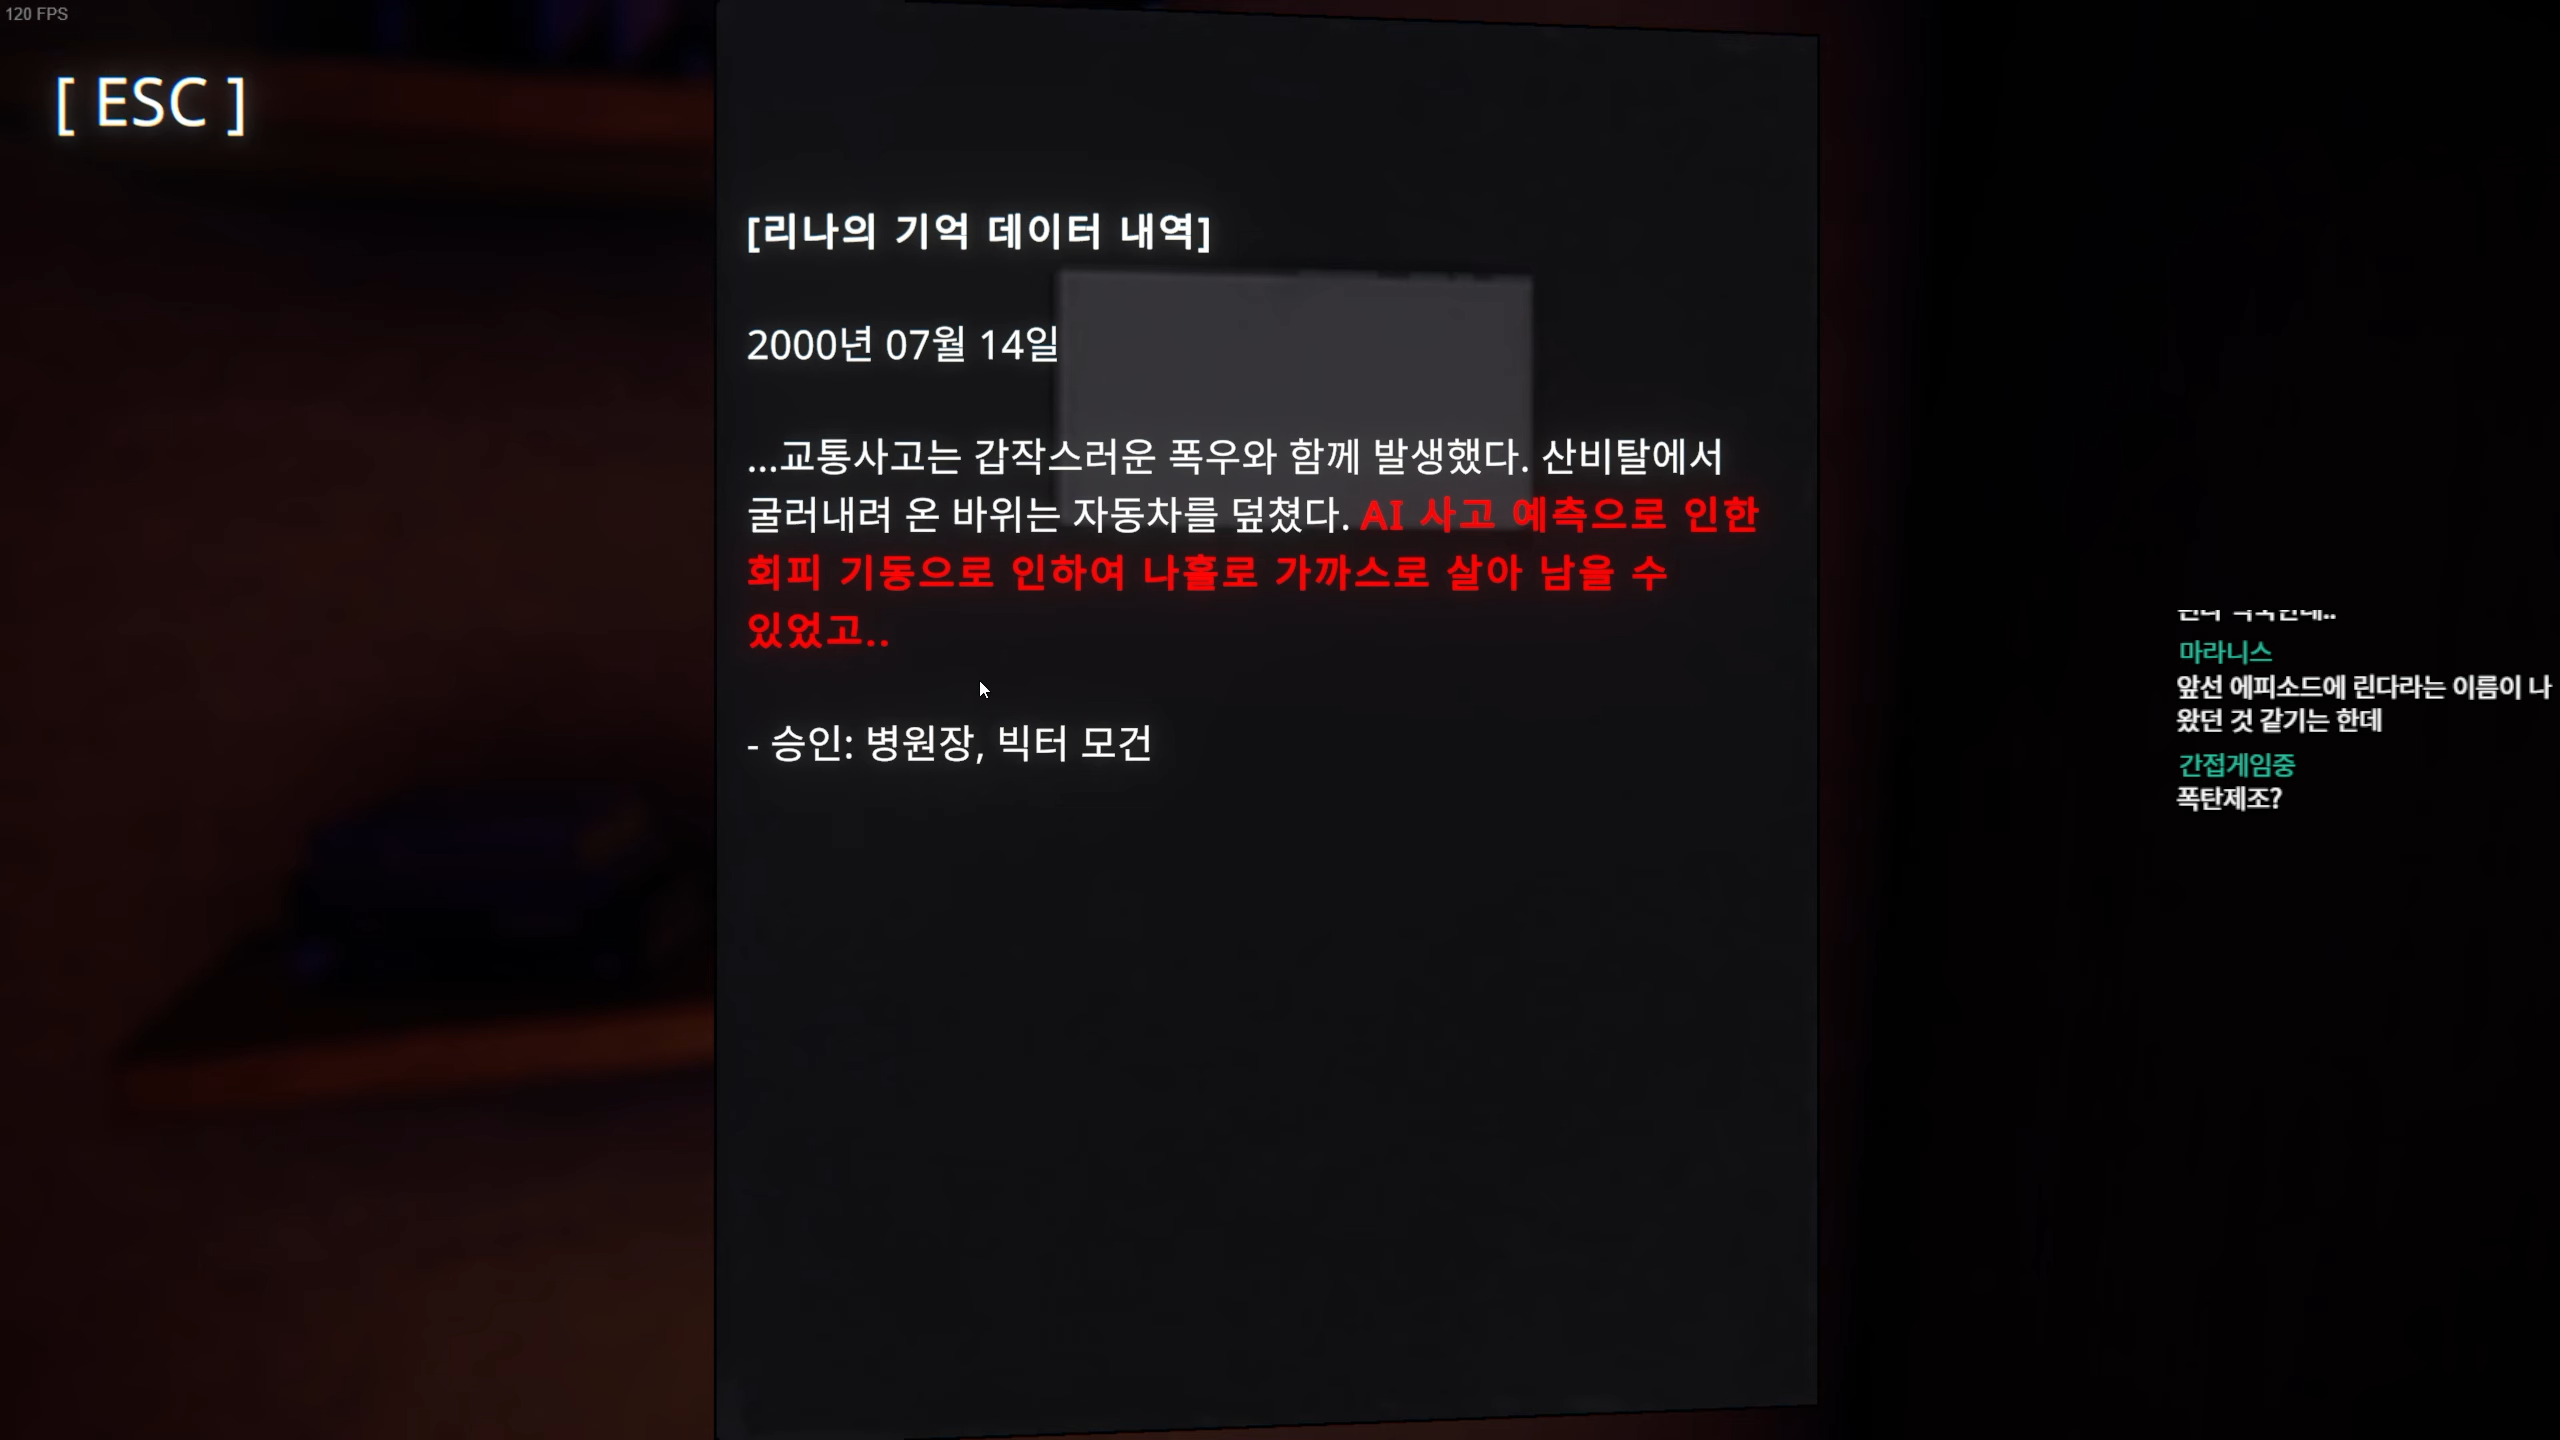 120 FPS
[ ESC ]
[리나의 기억 데이터 내역]
2000년 07월 14일
...교통사고는 갑작스러운 폭우와 함께 발생했다. 산비탈에서
굴러내려 온 바위는 자동차를 덮쳤다. AI 사고 예측으로 인한
회피 기동으로 인하여 나홀로 가까스로 살아 남을 수
있었고..
- 승인: 병원장, 빅터 모건
마라니스
앞선 에피소드에 린다라는 이름이 나
왔던 것 같기는 한데
간접게임중
폭탄제조?